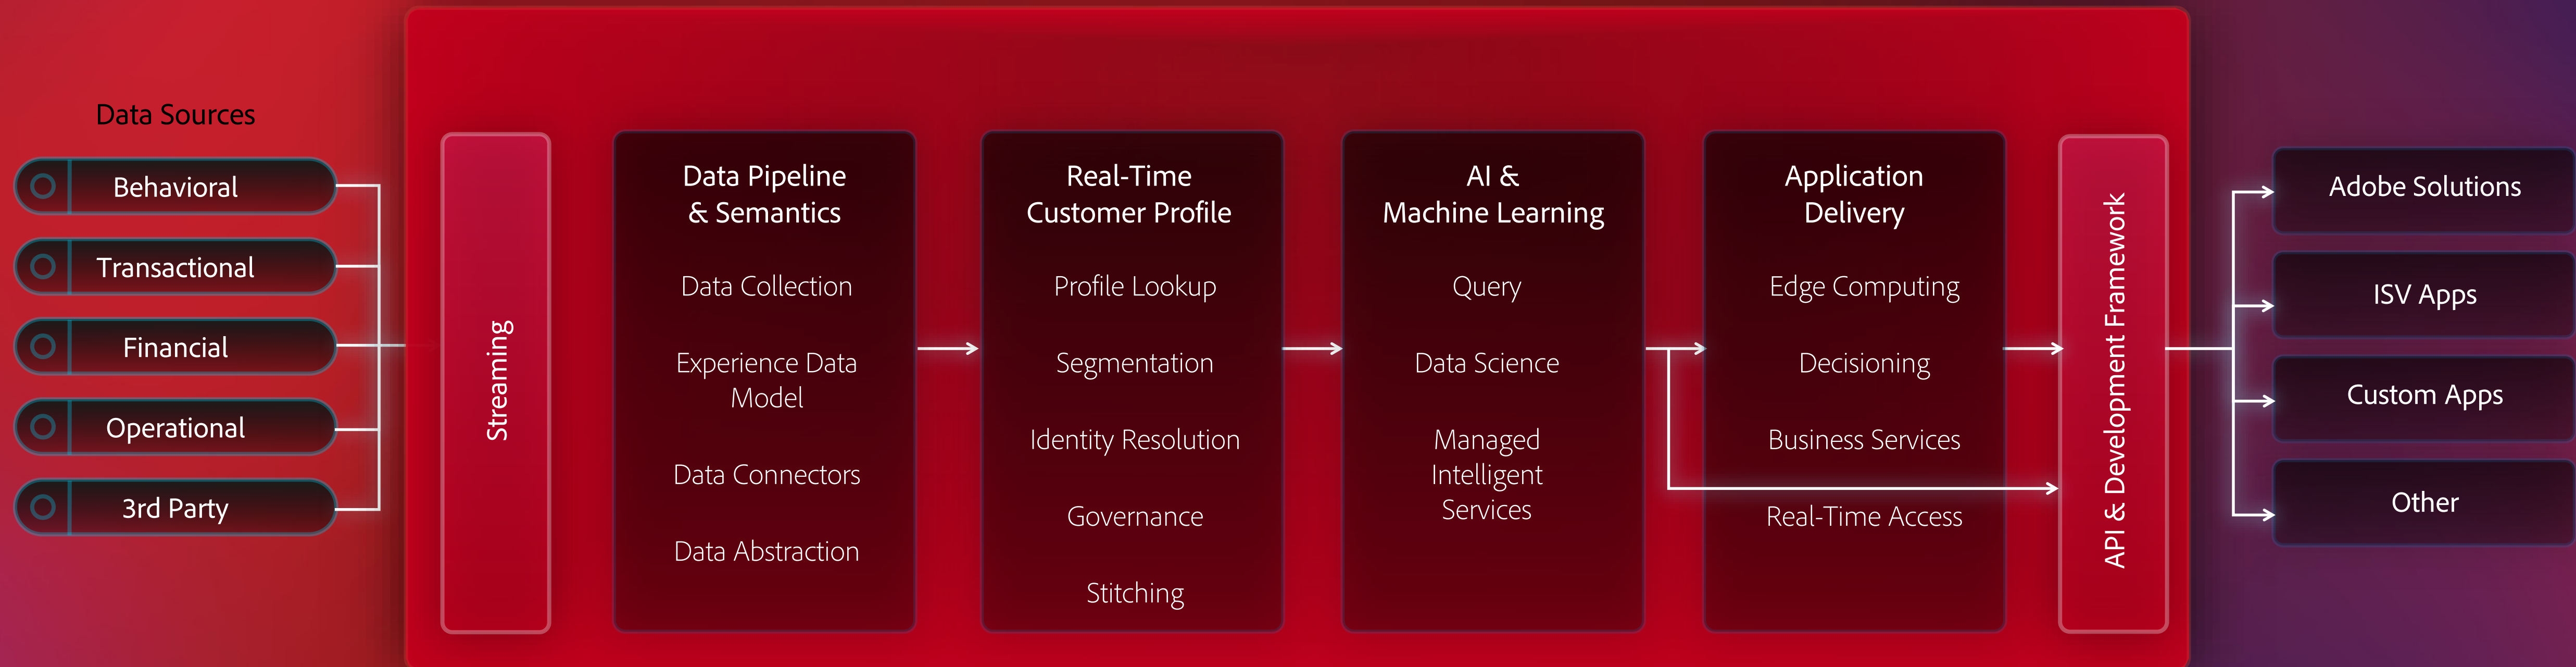 Data Sources
Behavioral
Transactional
Financial
Operational
3rd Party
Streaming
Data Pipeline
& Semantics
Data Collection
Experience Data
Model
Data Connectors
Data Abstraction
Real-Time
Customer Profile
Profile Lookup
Segmentation
Identity Resolution
Governance
Stitching
AI &
Machine Learning
Query
Data Science
Managed
Intelligent
Services
Application
Delivery
Edge Computing
Decisioning
Business Services
Real-Time Access
API & Development Framework
Adobe Solutions
ISV Apps
Custom Apps
Other